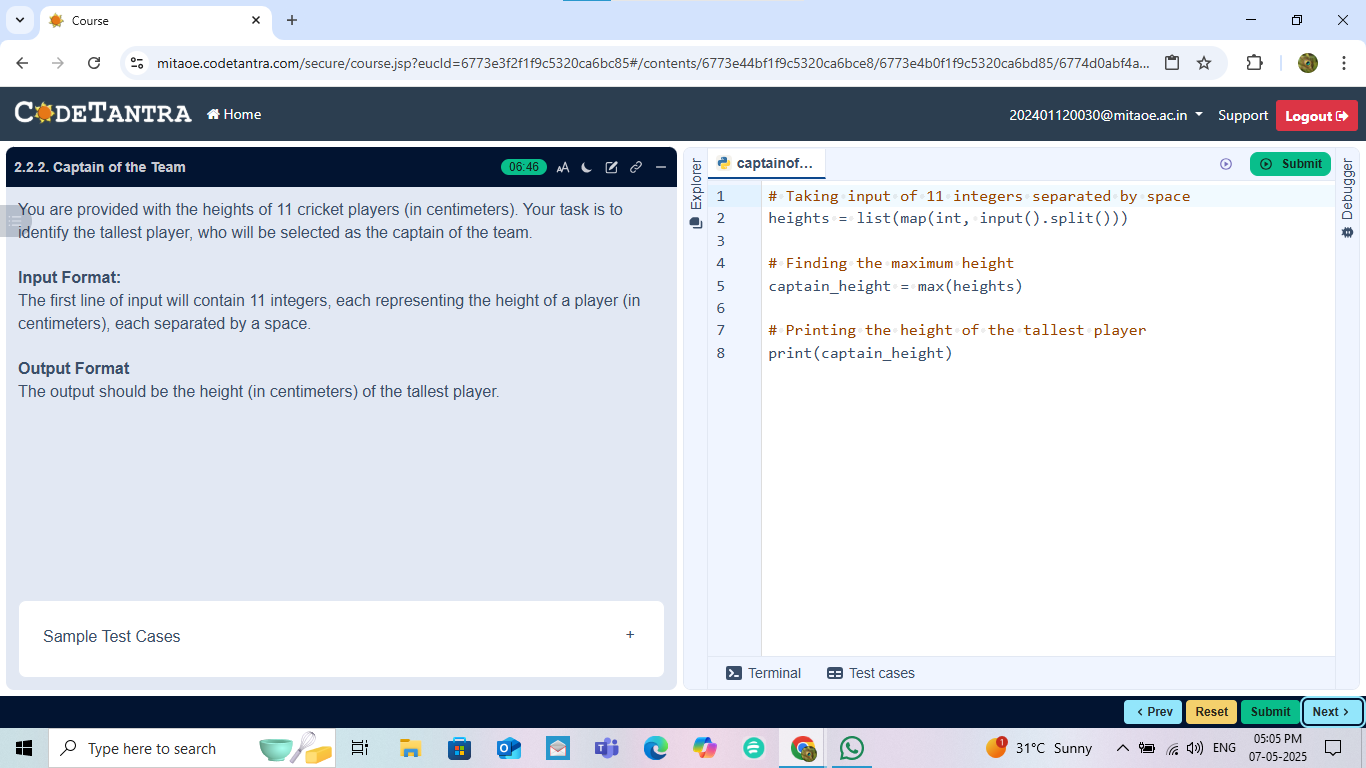 Course
mitaoe.codetantra.com/secure/course.jsp?eucId=6773e3f2f1f9c5320ca6bc85#/contents/6773e44bf1f9c5320ca6bce8/6773e4b0f1f9c5320ca6bd85/6774d0abf4a...
CODETANTRA
Home
202401120030@mitaoe.ac.in
Support
Logout
2.2.2. Captain of the Team
06:46
AA
You are provided with the heights of 11 cricket players (in centimeters). Your task is to
identify the tallest player, who will be selected as the captain of the team.
Input Format:
The first line of input will contain 11 integers, each representing the height of a player (in
centimeters), each separated by a space.
Output Format
The output should be the height (in centimeters) of the tallest player.
Sample Test Cases
+
Explorer
captainof...
Submit
Debugger
1 # Taking input of 11 integers separated by space
2 heights = list(map(int, input().split()))
3
4 # Finding the maximum height
5 captain_height = max(heights)
6
7 # Printing the height of the tallest player
8 print(captain_height)
Terminal
Test cases
< Prev
Reset
Submit
Next >
Type here to search
1
31°C Sunny
ENG
05:05 PM
07-05-2025